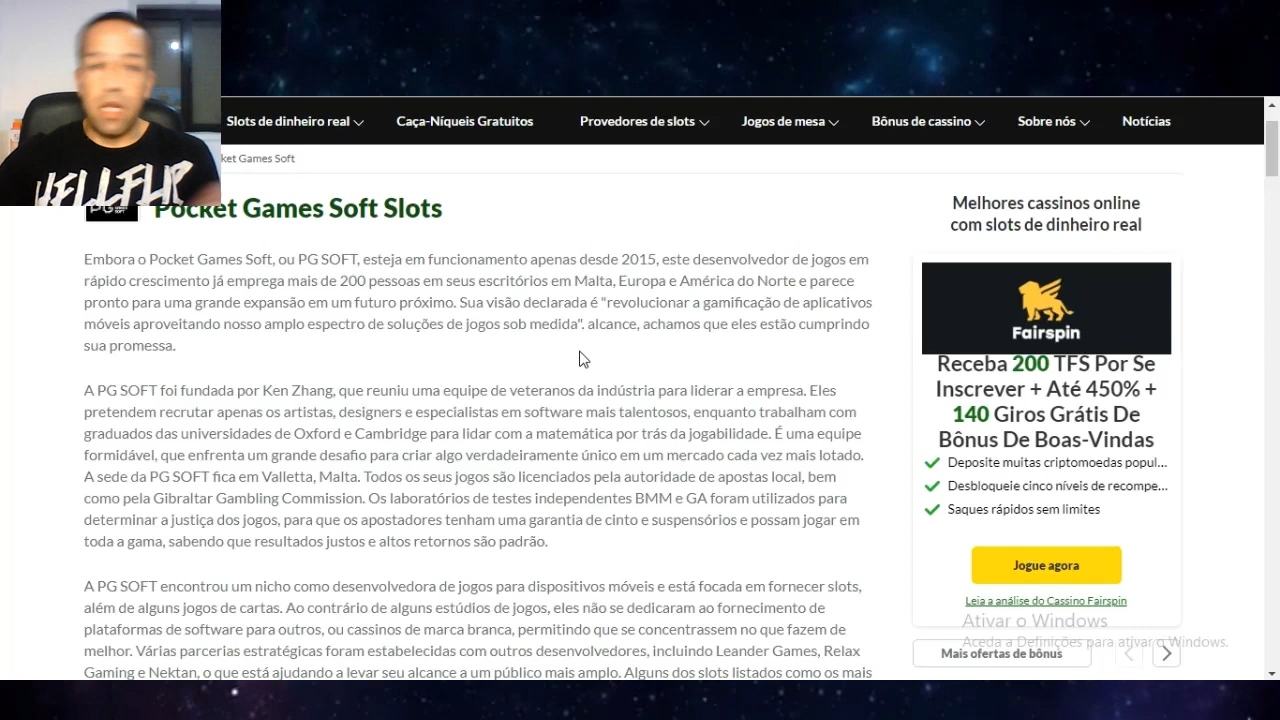 HELLFLIP
Slots de dinheiro real
Caça-Níqueis Gratuitos
Provedores de slots
Jogos de mesa
Bônus de cassino
Sobre nós
Notícias
ket Games Soft
PG
SOFT
Pocket Games Soft Slots
Embora o Pocket Games Soft, ou PG SOFT, esteja em funcionamento apenas desde 2015, este desenvolvedor de jogos em
rápido crescimento já emprega mais de 200 pessoas em seus escritórios em Malta, Europa e América do Norte e parece
pronto para uma grande expansão em um futuro próximo. Sua visão declarada é "revolucionar a gamificação de aplicativos
móveis aproveitando nosso amplo espectro de soluções de jogos sob medida". alcance, achamos que eles estão cumprindo
sua promessa.
A PG SOFT foi fundada por Ken Zhang, que reuniu uma equipe de veteranos da indústria para liderar a empresa. Eles
pretendem recrutar apenas os artistas, designers e especialistas em software mais talentosos, enquanto trabalham com
graduados das universidades de Oxford e Cambridge para lidar com a matemática por trás da jogabilidade. É uma equipe
formidável, que enfrenta um grande desafio para criar algo verdadeiramente único em um mercado cada vez mais lotado.
A sede da PG SOFT fica em Valletta, Malta. Todos os seus jogos são licenciados pela autoridade de apostas local, bem
como pela Gibraltar Gambling Commission. Os laboratórios de testes independentes BMM e GA foram utilizados para
determinar a justiça dos jogos, para que os apostadores tenham uma garantia de cinto e suspensórios e possam jogar em
toda a gama, sabendo que resultados justos e altos retornos são padrão.
A PG SOFT encontrou um nicho como desenvolvedora de jogos para dispositivos móveis e está focada em fornecer slots,
além de alguns jogos de cartas. Ao contrário de alguns estúdios de jogos, eles não se dedicaram ao fornecimento de
plataformas de software para outros, ou cassinos de marca branca, permitindo que se concentrassem no que fazem de
melhor. Várias parcerias estratégicas foram estabelecidas com outros desenvolvedores, incluindo Leander Games, Relax
Gaming e Nektan, o que está ajudando a levar seu alcance a um público mais amplo. Alguns dos slots listados como os mais
Melhores cassinos online
com slots de dinheiro real
Fairspin
Receba 200 TFS Por Se
Inscrever + Até 450% +
140 Giros Grátis De
Bônus De Boas-Vindas
Deposite muitas criptomoedas popul...
Desbloqueie cinco níveis de recompe...
Saques rápidos sem limites
Jogue agora
Leia a análise do Cassino Fairspin
Ativar o Windows
Aceda a Definições para ativar o Windows.
Mais ofertas de bônus